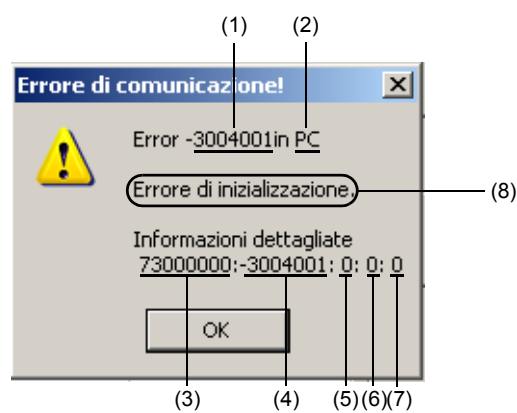 (1) (2)
Errore di comunicazione!
Error -3004001in PC
Errore di inizializzazione. (8)
Informazioni dettagliate
73000000:-3004001: 0: 0: 0
OK
(3) (4) (5) (6)(7)